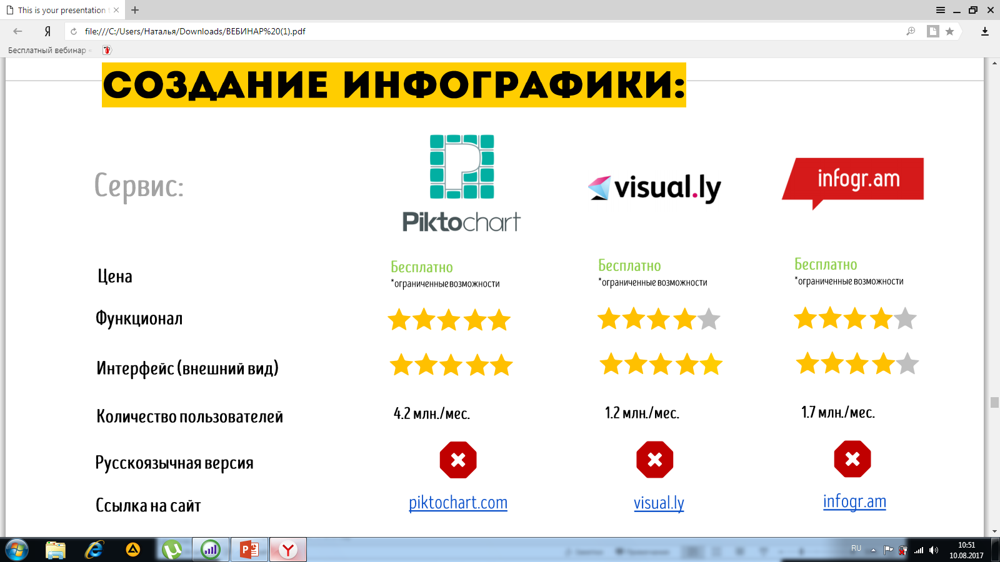 This is your presentation t
file:///C:/Users/Наталья/Downloads/ВЕБИНАР%20(1).pdf
Бесплатный вебинар
СОЗДАНИЕ ИНФОГРАФИКИ:
Сервис:
Piktochart
visual.ly
infogr.am
Цена
Бесплатно
*ограниченные возможности
Бесплатно
*ограниченные возможности
Бесплатно
*ограниченные возможности
Функционал
Интерфейс (внешний вид)
Количество пользователей
4.2 млн./мес.
1.2 млн./мес.
1.7 млн./мес.
Русскоязычная версия
Ссылка на сайт
piktochart.com
visual.ly
infogr.am
RU
10:51
10.08.2017